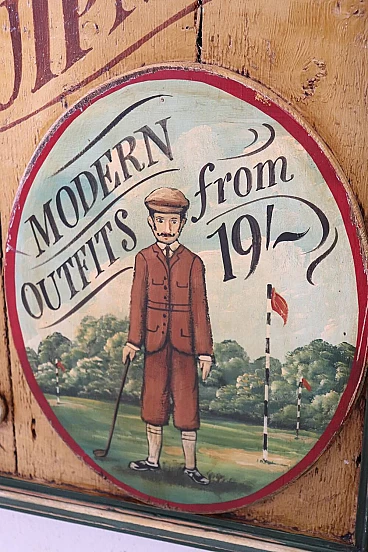 MODERN
OUTFITS
from
19/-